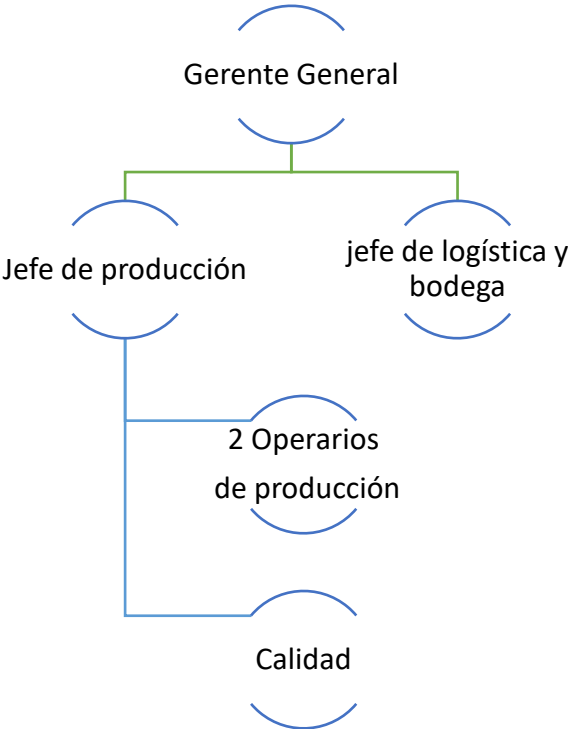 Gerente General
Jefe de producción
jefe de logística y
bodega
2 Operarios
de producción
Calidad